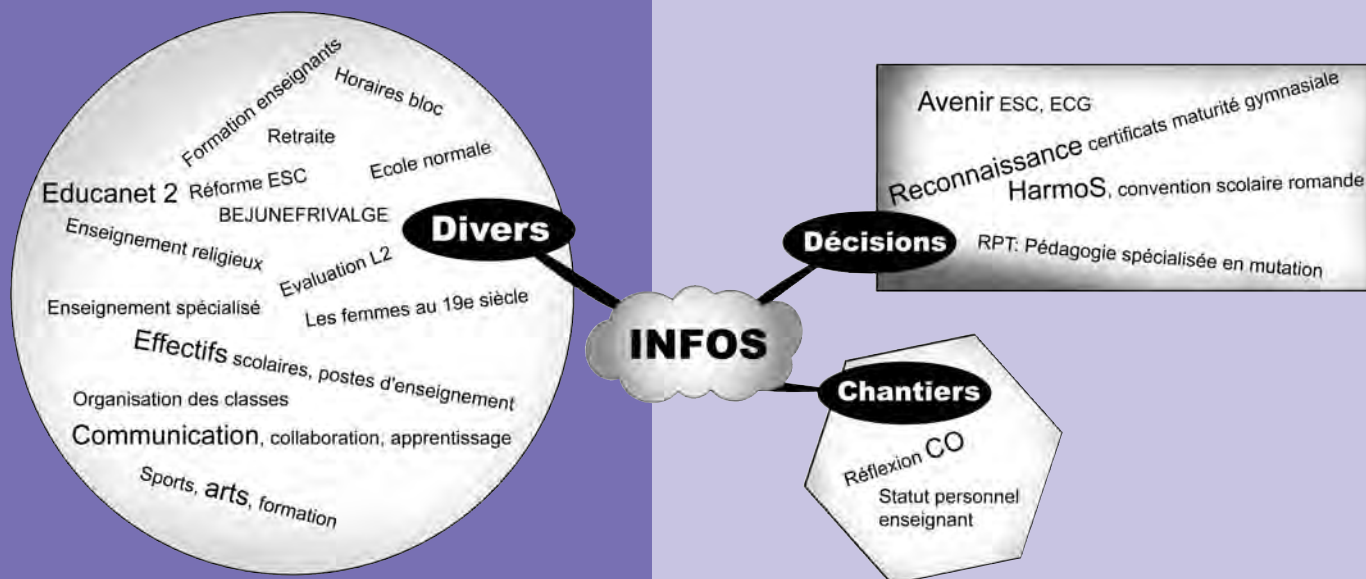 Formation enseignants
Horaires bloc
Retraite
Ecole normale
Educanet 2
Réforme ESC
BEJUNEFRIVALGE
Enseignement religieux
Evaluation L2
Enseignement spécialisé
Les femmes au 19e siècle
Effectifs scolaires, postes d'enseignement
Organisation des classes
Communication, collaboration, apprentissage
Sports, arts, formation
Divers
INFOS
Décisions
Avenir ESC, ECG
Reconnaissance certificats maturité gymnasiale
HarmoS, convention scolaire romande
RPT: Pédagogie spécialisée en mutation
Chantiers
Réflexion CO
Statut personnel
enseignant